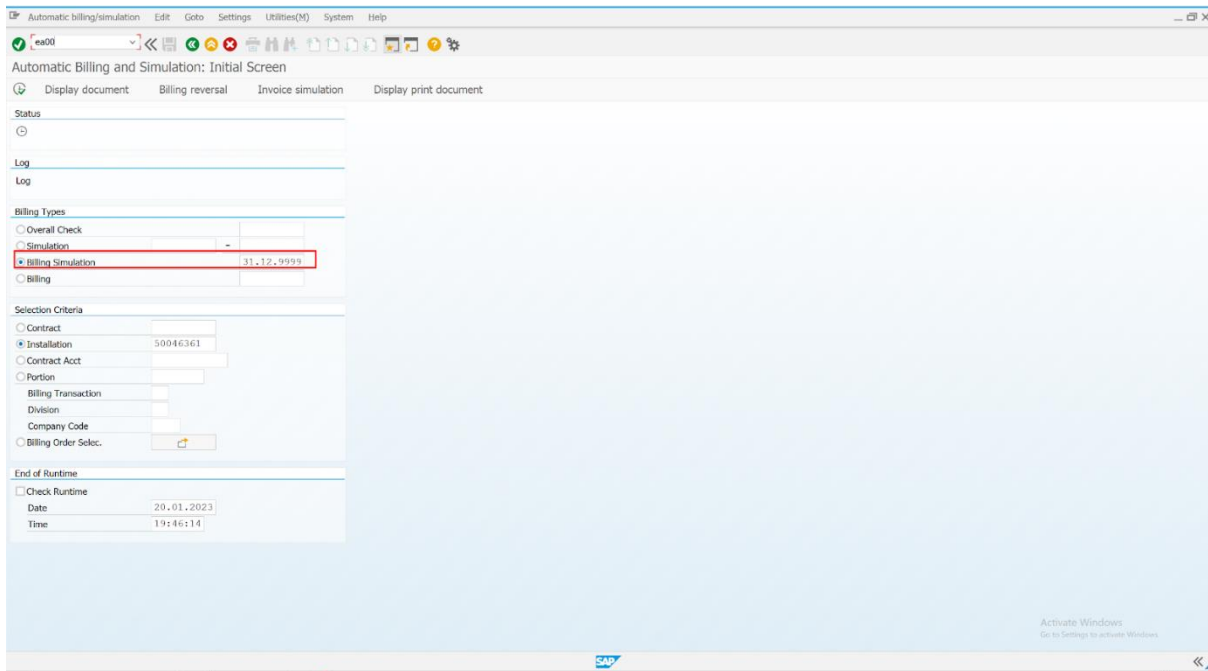 Automatic billing/simulation Edit Goto Settings Utilities(M) System Help
ea00
Automatic Billing and Simulation: Initial Screen
Display document Billing reversal Invoice simulation Display print document
Status
Log
Log
Billing Types
Overall Check
Simulation -
Billing Simulation 31.12.9999
Billing
Selection Criteria
Contract
Installation 50046361
Contract Acct
Portion
Billing Transaction
Division
Company Code
Billing Order Selec.
End of Runtime
Check Runtime
Date 20.01.2023
Time 19:46:14
Activate Windows
Go to Settings to activate Windows.
SAP